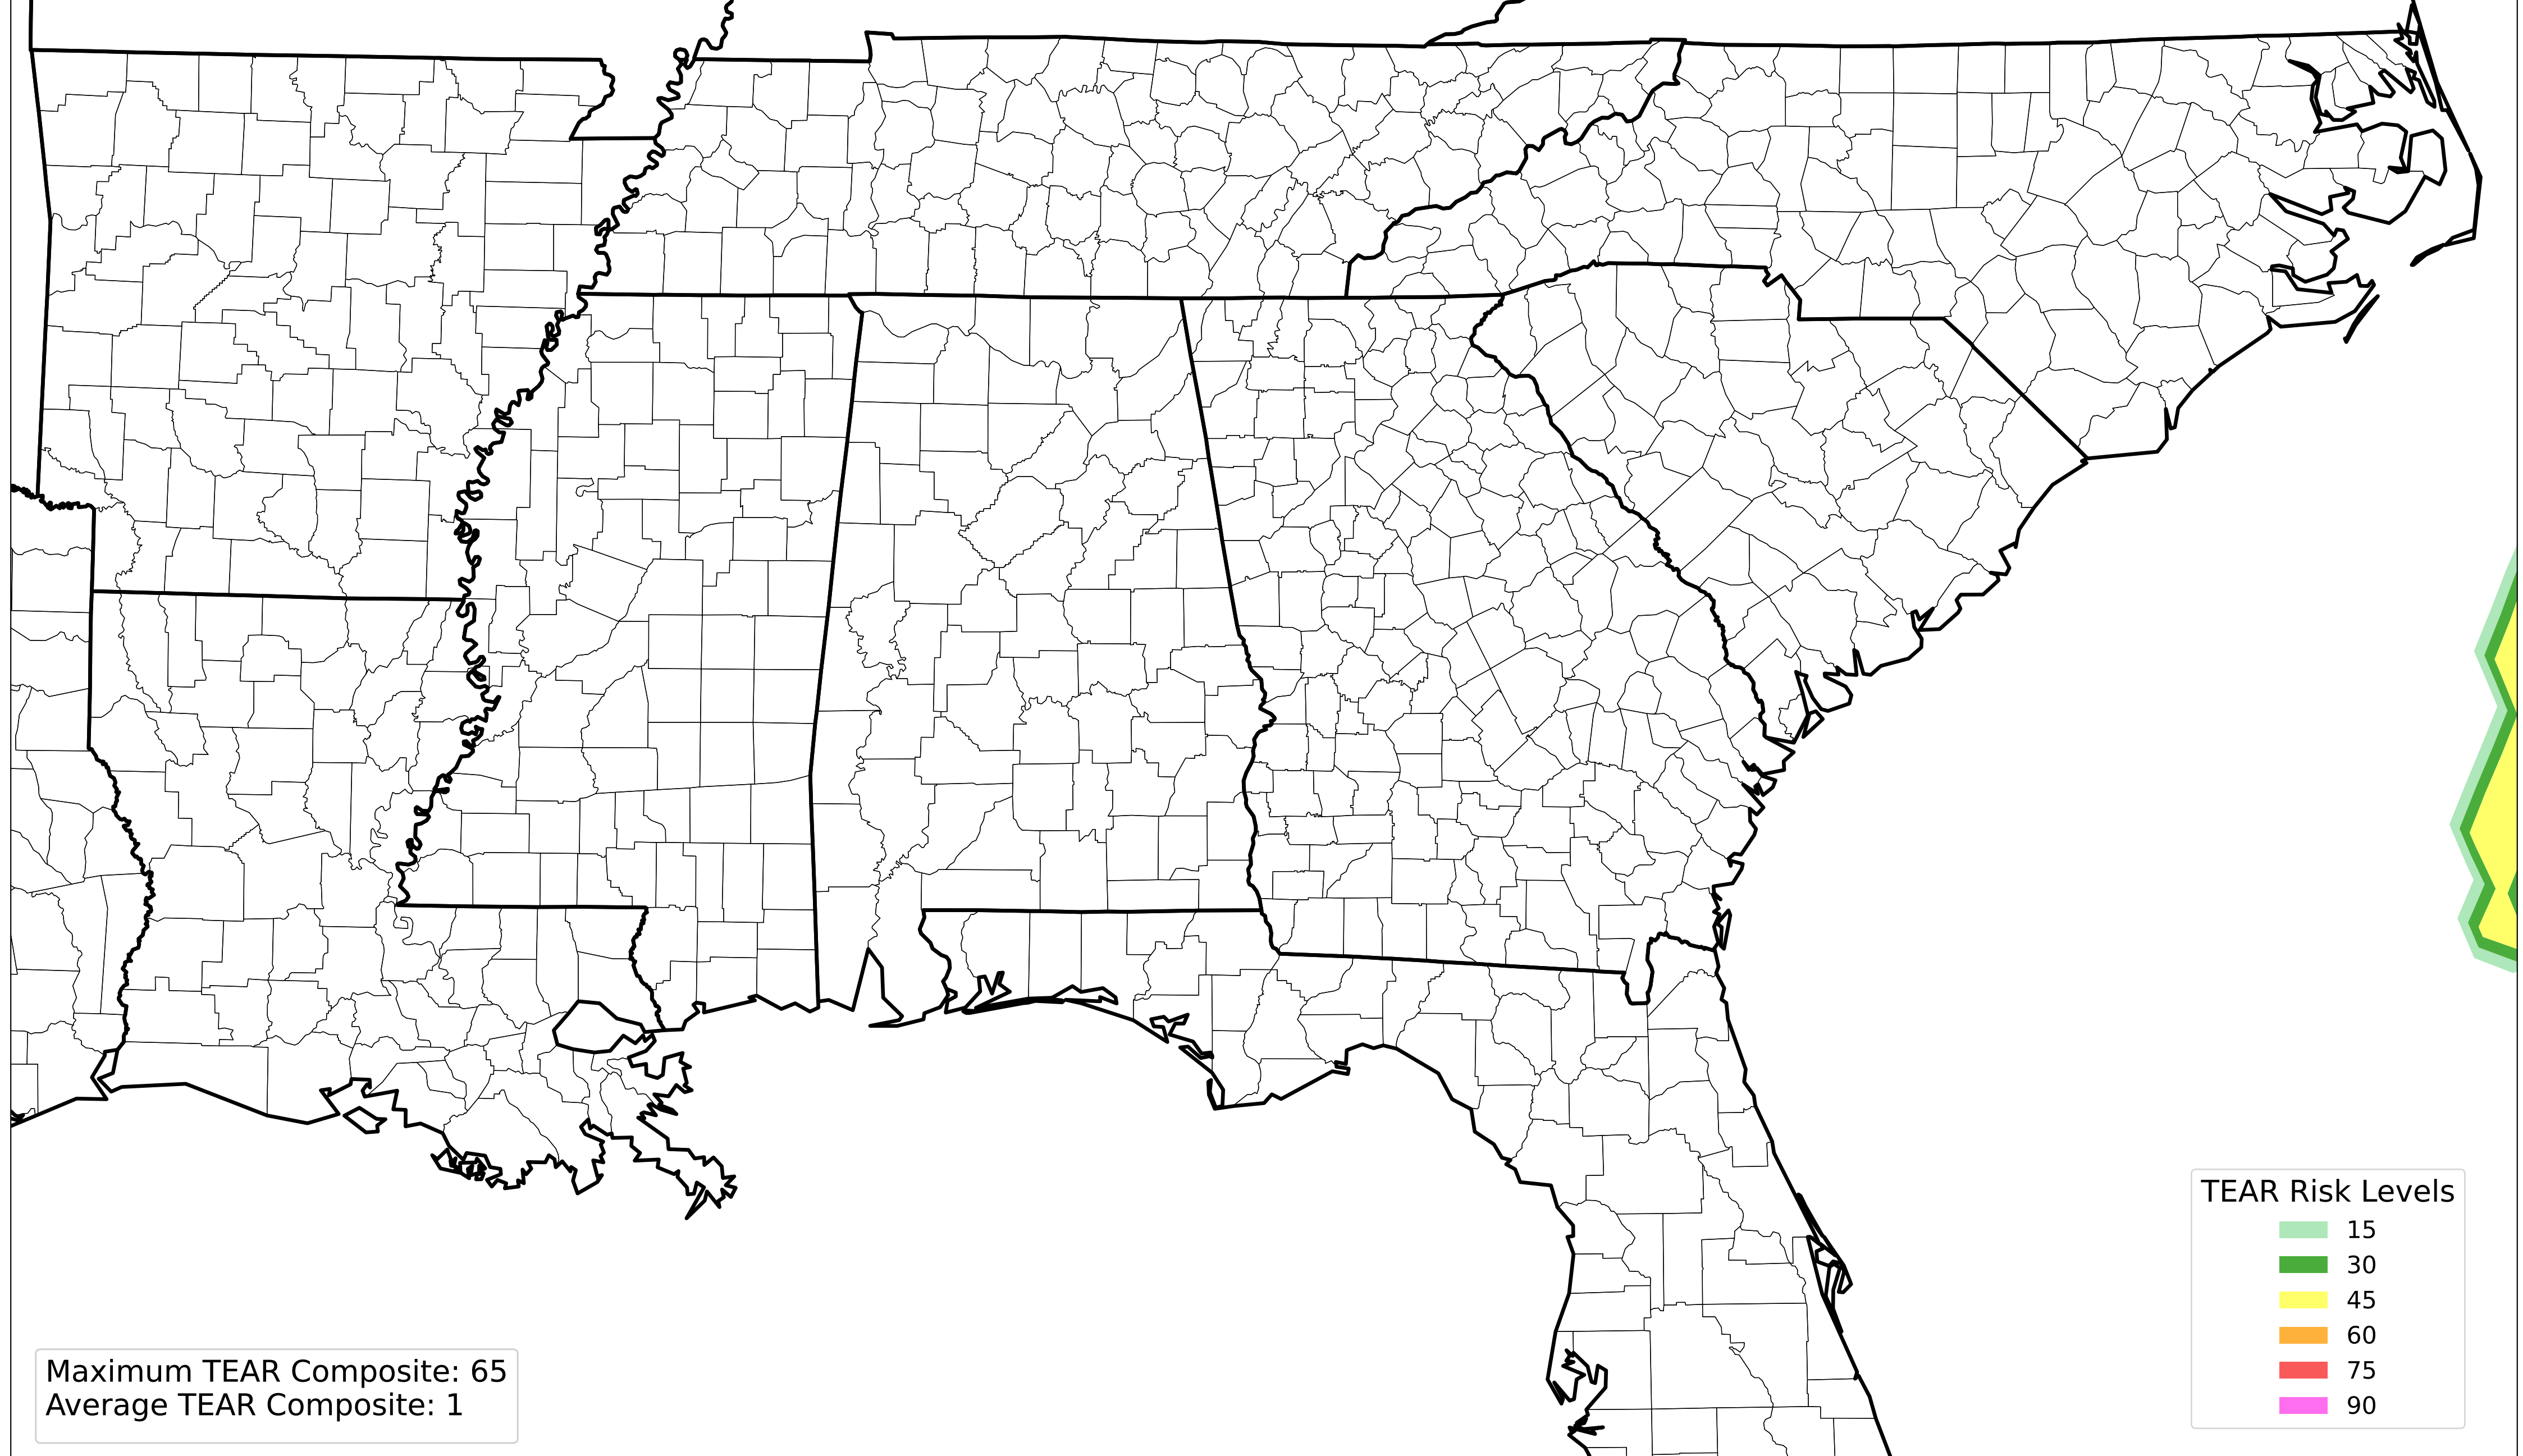 TEAR Risk Levels
15
30
45
60
75
90
Maximum TEAR Composite: 65
Average TEAR Composite: 1